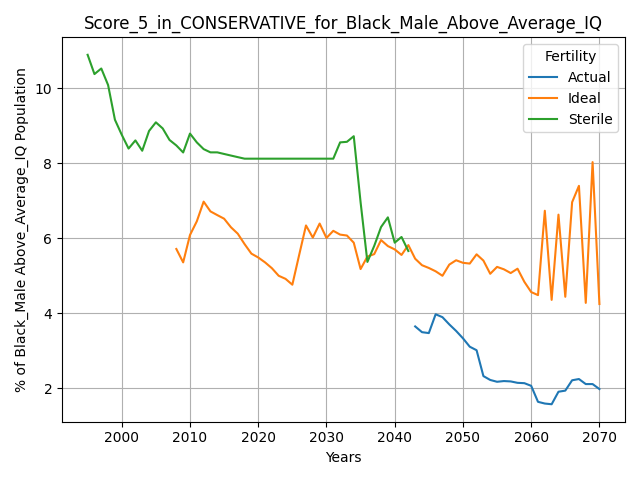 Score_5_in_CONSERVATIVE_for_Black_Male_Above_Average_IQ
Fertility
Actual
Ideal
Sterile
% of Black_Male Above_Average_IQ Population
10
8
6
4
2
2000 2010 2020 2030 2040 2050 2060 2070
Years